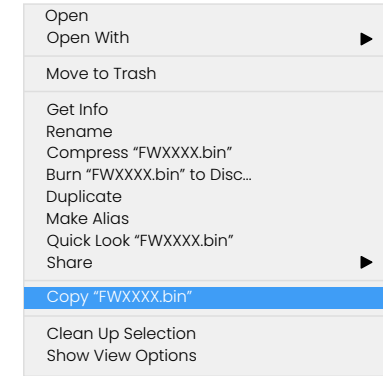 Open
Open With
Move to Trash
Get Info
Rename
Compress “FWXXXX.bin”
Burn “FWXXXX.bin” to Disc...
Duplicate
Make Alias
Quick Look “FWXXXX.bin”
Share
Copy “FWXXXX.bin”
Clean Up Selection
Show View Options